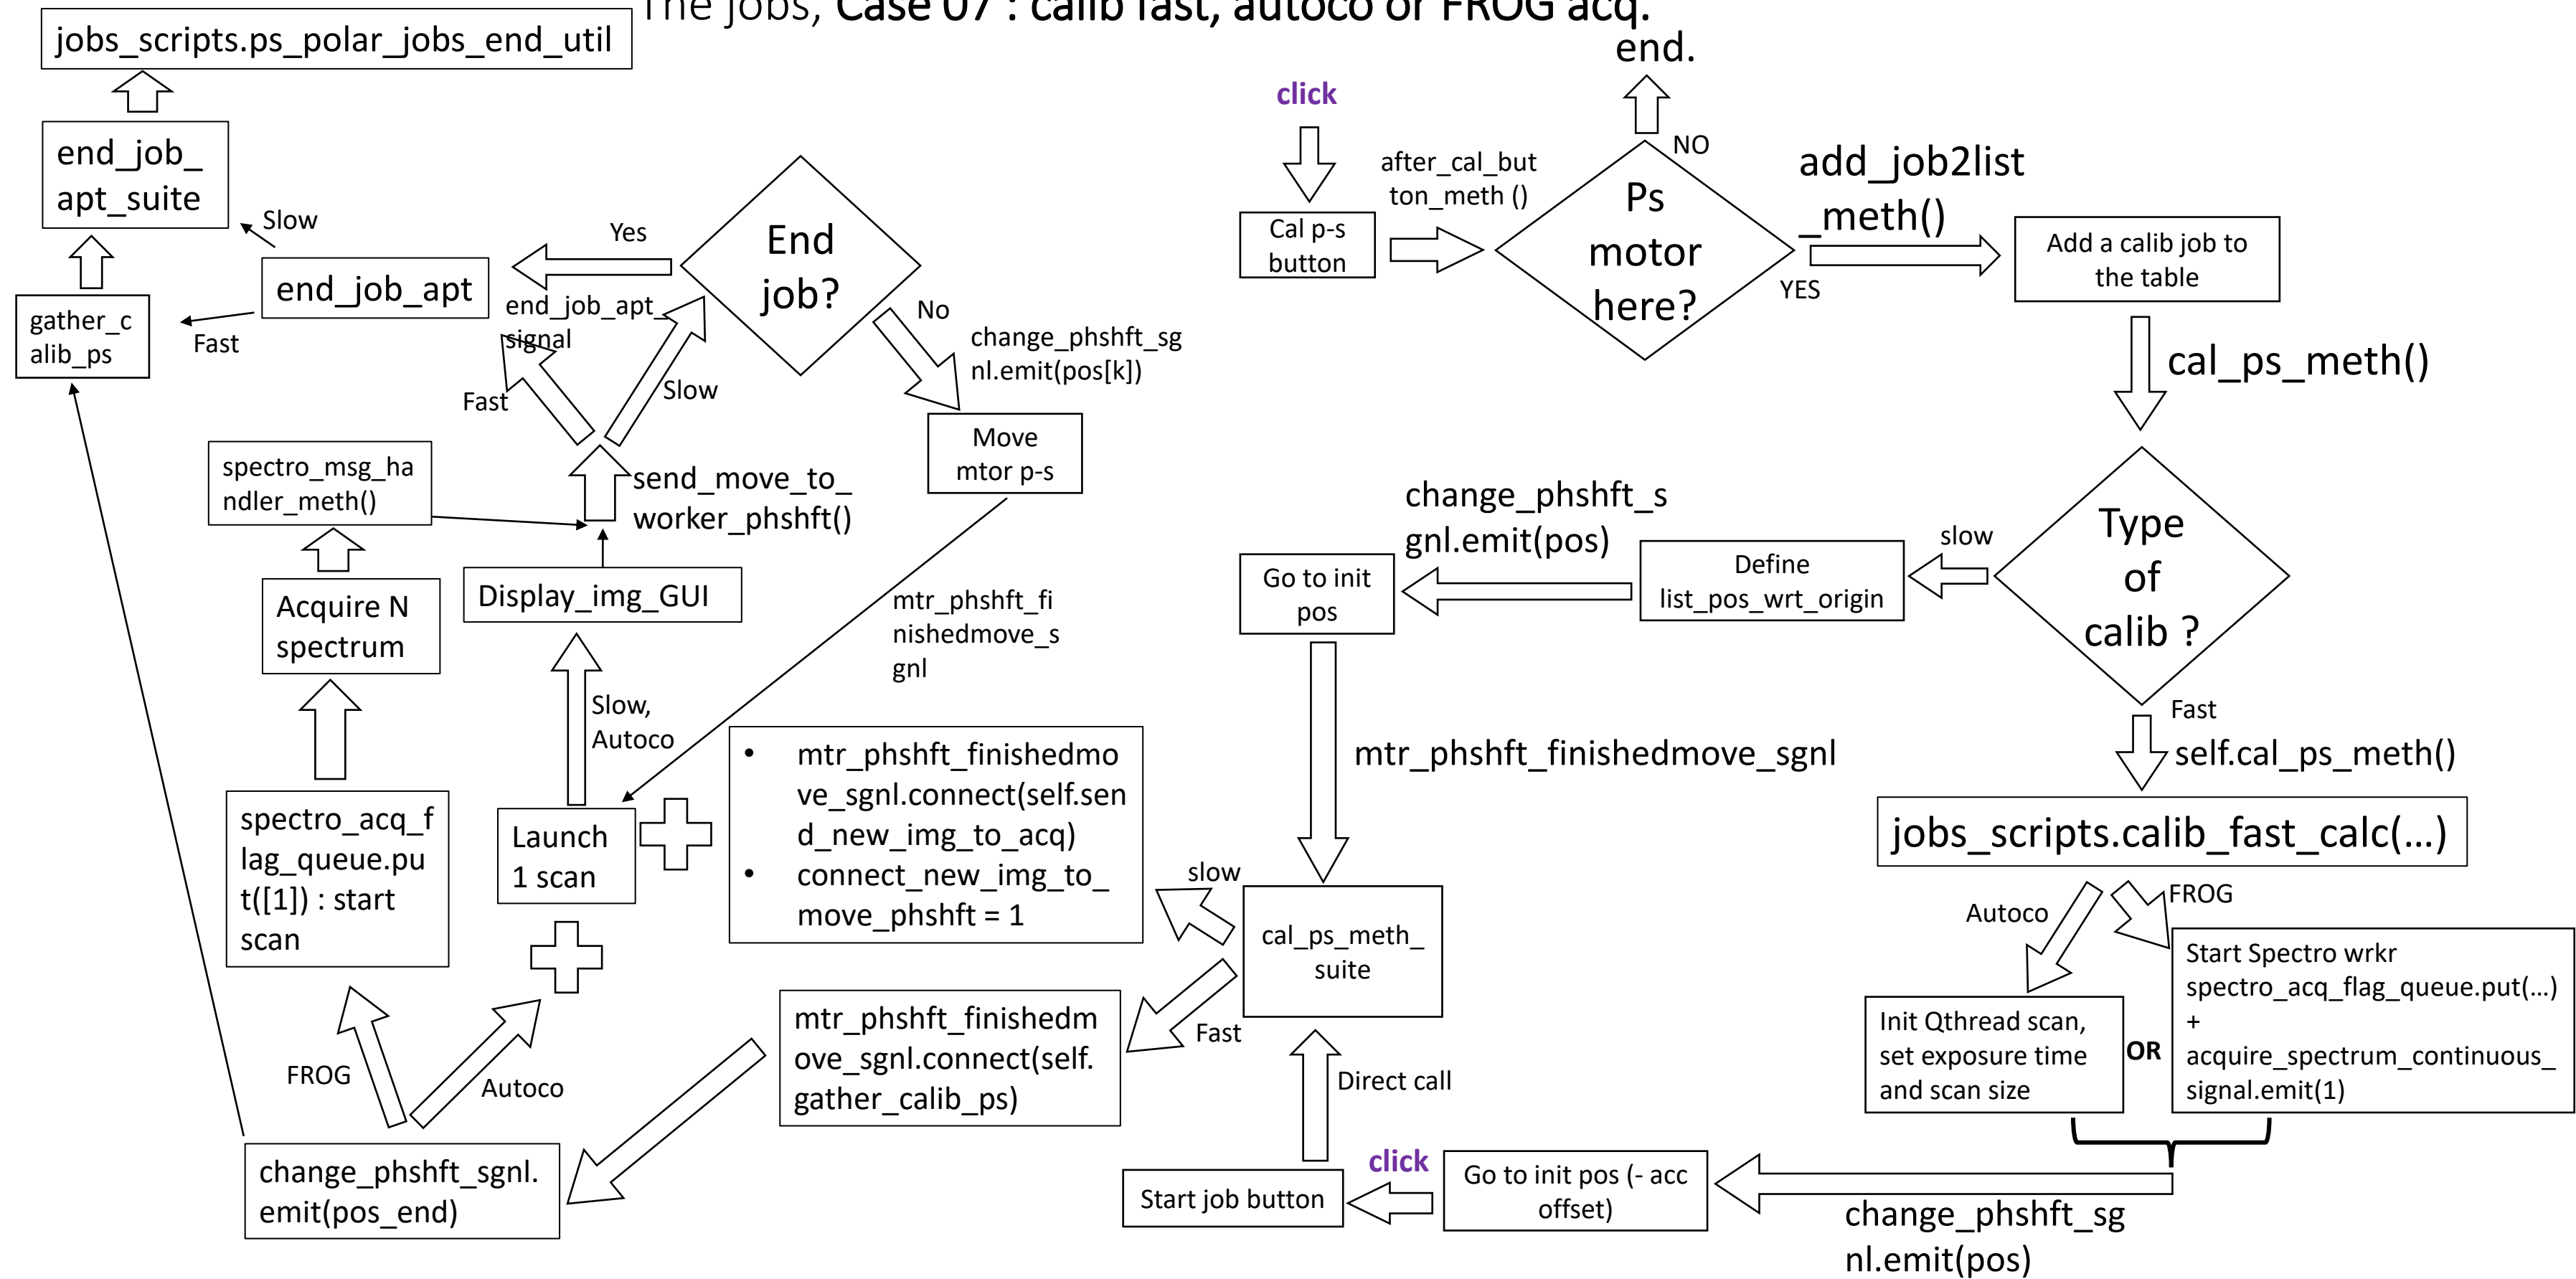 The jobs, Case 07 : calib fast, autoco or FROG acq.
jobs_scripts.ps_polar_jobs_end_util
end_job_
apt_suite
Slow
end_job_apt
Fast
gather_c
alib_ps
Yes
end_job_apt_
signal
End
job?
No
change_phshft_sg
nl.emit(pos[k])
Fast
Slow
Move
mtor p-s
spectro_msg_ha
ndler_meth()
send_move_to_
worker_phshft()
Acquire N
spectrum
Display_img_GUI
mtr_phshft_fi
nishedmove_s
gnl
Slow,
Autoco
spectro_acq_f
lag_queue.pu
t([1]) : start
scan
Launch
1 scan
• mtr_phshft_finishedmo
ve_sgnl.connect(self.sen
d_new_img_to_acq)
• connect_new_img_to_
move_phshft = 1
FROG
Autoco
change_phshft_sgnl.
emit(pos_end)
mtr_phshft_finishedm
ove_sgnl.connect(self.
gather_calib_ps)
click
Cal p-s
button
after_cal_but
ton_meth ()
end.
NO
Ps
motor
here?
YES
add_job2list
_meth()
Add a calib job to
the table
cal_ps_meth()
Type
of
calib ?
slow
Define
list_pos_wrt_origin
change_phshft_s
gnl.emit(pos)
Go to init
pos
mtr_phshft_finishedmove_sgnl
Fast
self.cal_ps_meth()
jobs_scripts.calib_fast_calc(…)
Autoco
FROG
Init Qthread scan,
set exposure time
and scan size
OR
Start Spectro wrkr
spectro_acq_flag_queue.put(…)
+
acquire_spectrum_continuous_
signal.emit(1)
change_phshft_sg
nl.emit(pos)
Go to init pos (- acc
offset)
click
Start job button
Direct call
cal_ps_meth_
suite
slow
Fast